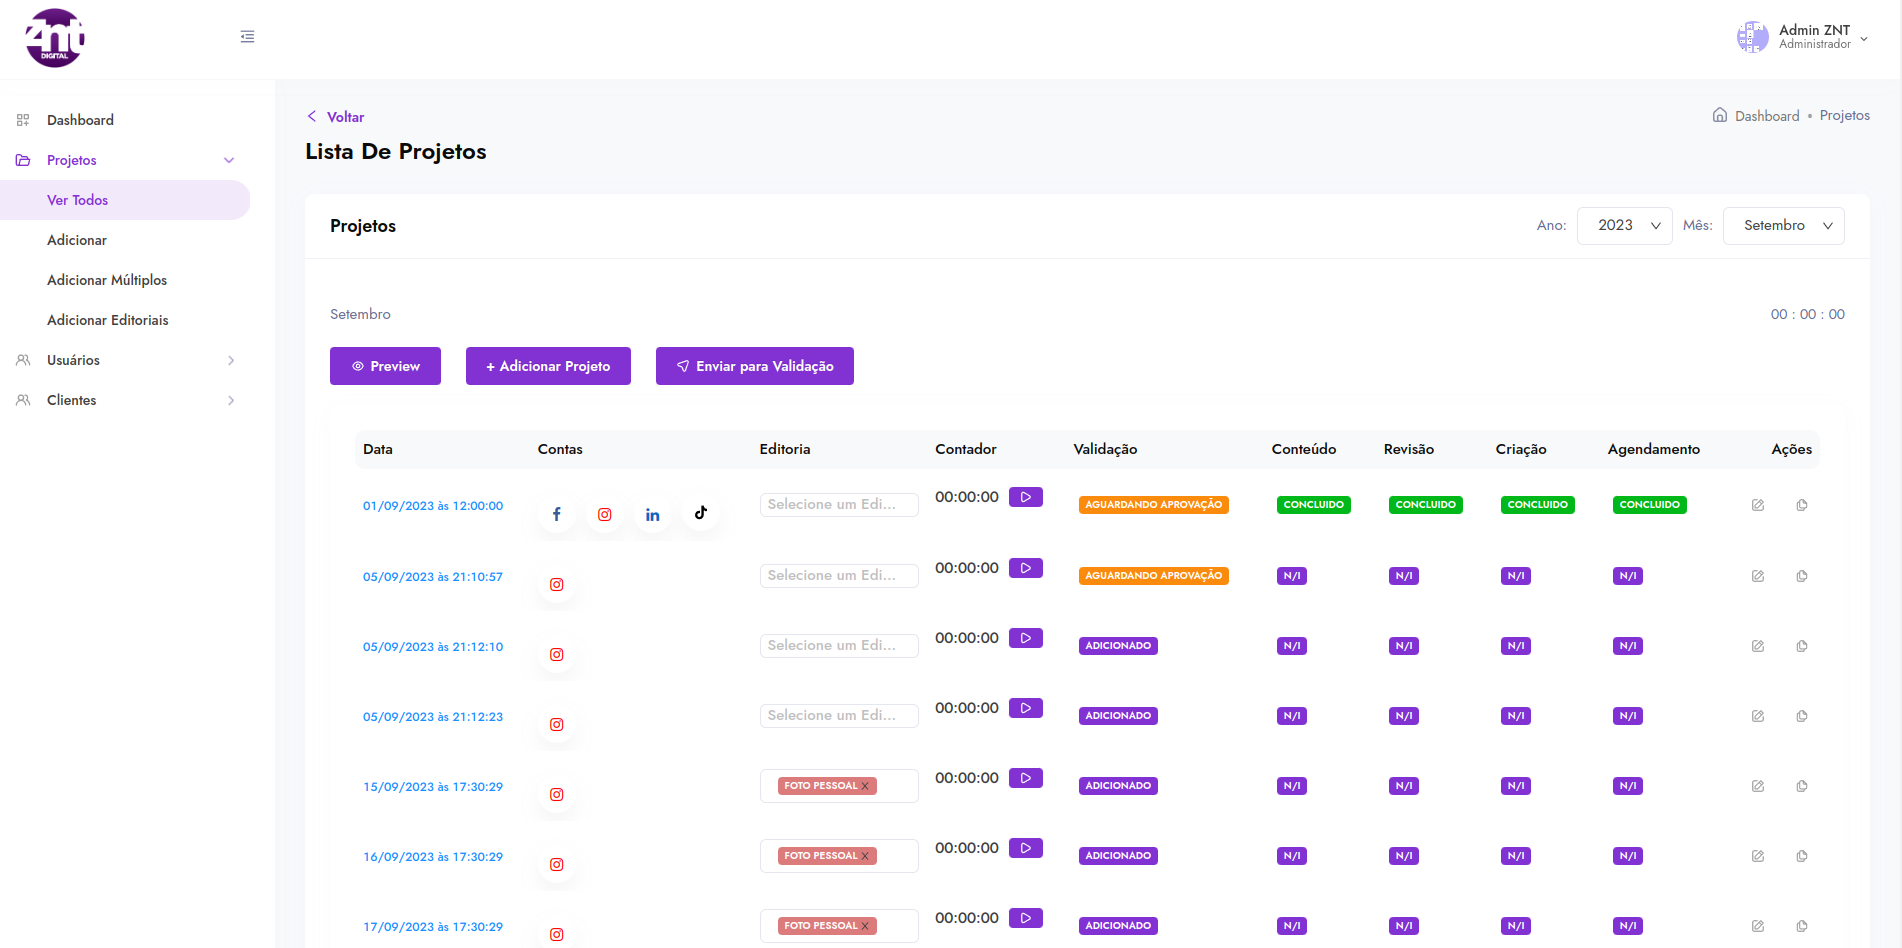 znt
DIGITAL
Admin ZNT
Administrador
Dashboard
Projetos
Ver Todos
Adicionar
Adicionar Múltiplos
Adicionar Editoriais
Usuários
Clientes
Voltar
Dashboard • Projetos
Lista De Projetos
Projetos
Ano: 2023 Mês: Setembro
Setembro
00 : 00 : 00
Preview
+ Adicionar Projeto
Enviar para Validação
Data Contas Editoria Contador Validação Conteúdo Revisão Criação Agendamento Ações
01/09/2023 às 12:00:00 Selecione um Edi... 00:00:00 AGUARDANDO APROVAÇÃO CONCLUIDO CONCLUIDO CONCLUIDO CONCLUIDO
05/09/2023 às 21:10:57 Selecione um Edi... 00:00:00 AGUARDANDO APROVAÇÃO N/I N/I N/I N/I
05/09/2023 às 21:12:10 Selecione um Edi... 00:00:00 ADICIONADO N/I N/I N/I N/I
05/09/2023 às 21:12:23 Selecione um Edi... 00:00:00 ADICIONADO N/I N/I N/I N/I
15/09/2023 às 17:30:29 FOTO PESSOAL X 00:00:00 ADICIONADO N/I N/I N/I N/I
16/09/2023 às 17:30:29 FOTO PESSOAL X 00:00:00 ADICIONADO N/I N/I N/I N/I
17/09/2023 às 17:30:29 FOTO PESSOAL X 00:00:00 ADICIONADO N/I N/I N/I N/I